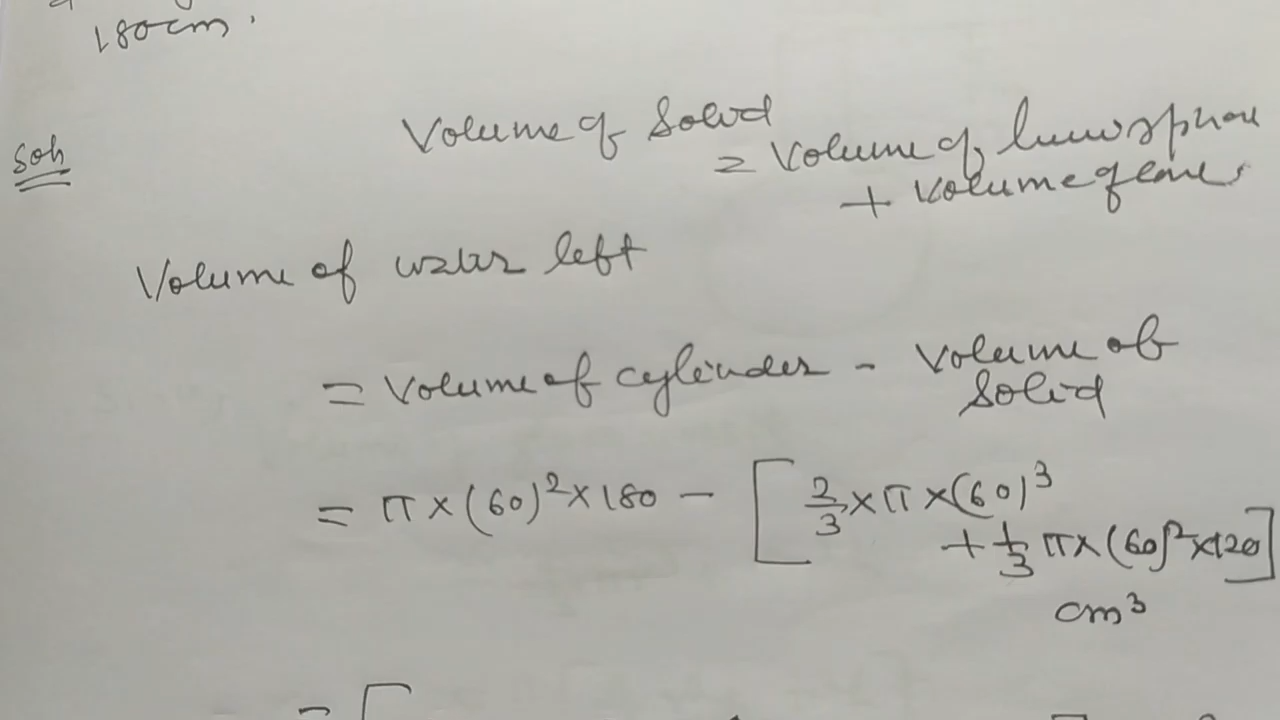 180cm.
Soln
Volume of Solid
= Volume of hemisphere
+ Volume of cone
Volume of water left
= Volume of cylinder - Volume of
Solid
= π×(60)²×180 - [2/3×π×(60)³
+ 1/3 π×(60)²×120]
cm³
= [